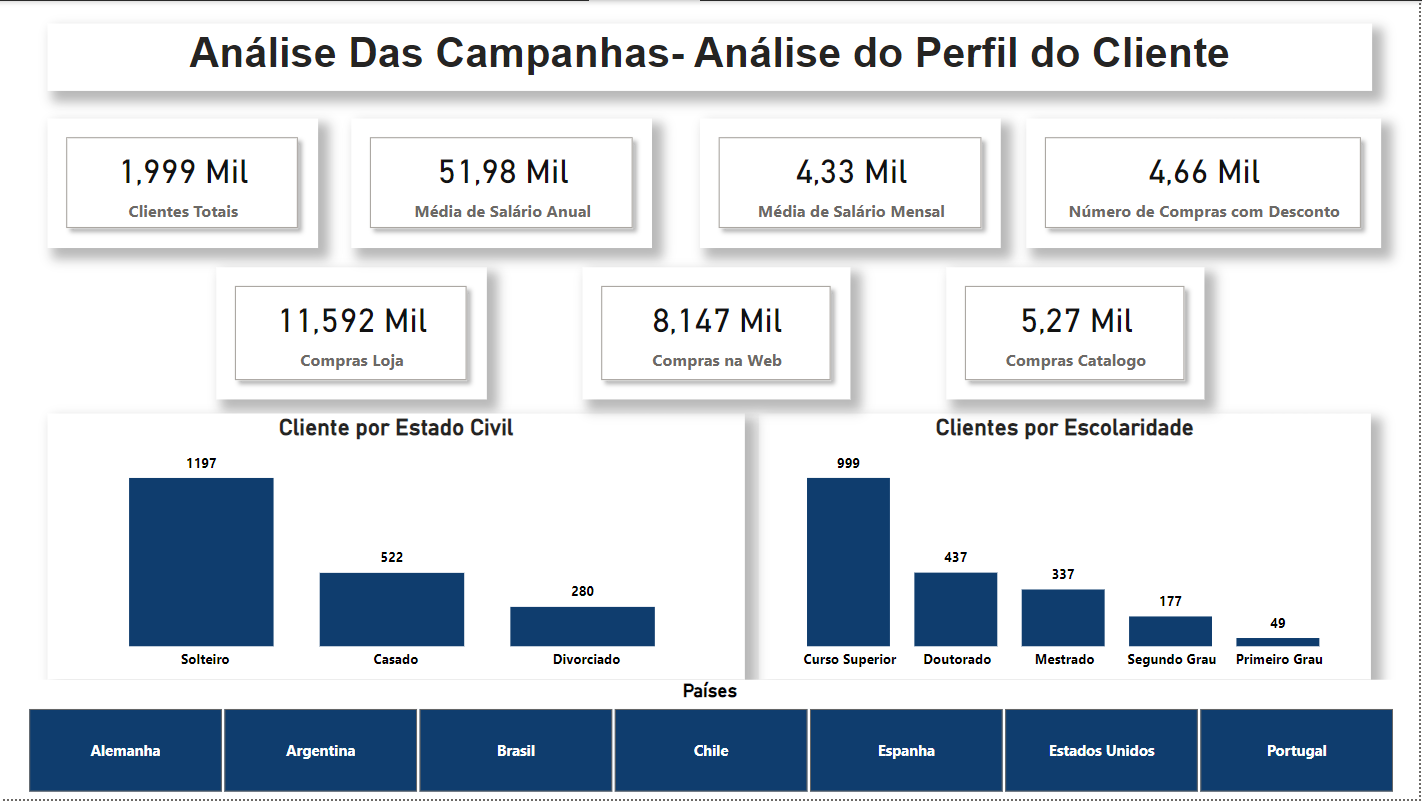 Análise Das Campanhas- Análise do Perfil do Cliente
1,999 Mil
Clientes Totais
51,98 Mil
Média de Salário Anual
4,33 Mil
Média de Salário Mensal
4,66 Mil
Número de Compras com Desconto
11,592 Mil
Compras Loja
8,147 Mil
Compras na Web
5,27 Mil
Compras Catalogo
Cliente por Estado Civil
1197
522
280
Solteiro
Casado
Divorciado
Clientes por Escolaridade
999
437
337
177
49
Curso Superior
Doutorado
Mestrado
Segundo Grau
Primeiro Grau
Países
Alemanha
Argentina
Brasil
Chile
Espanha
Estados Unidos
Portugal